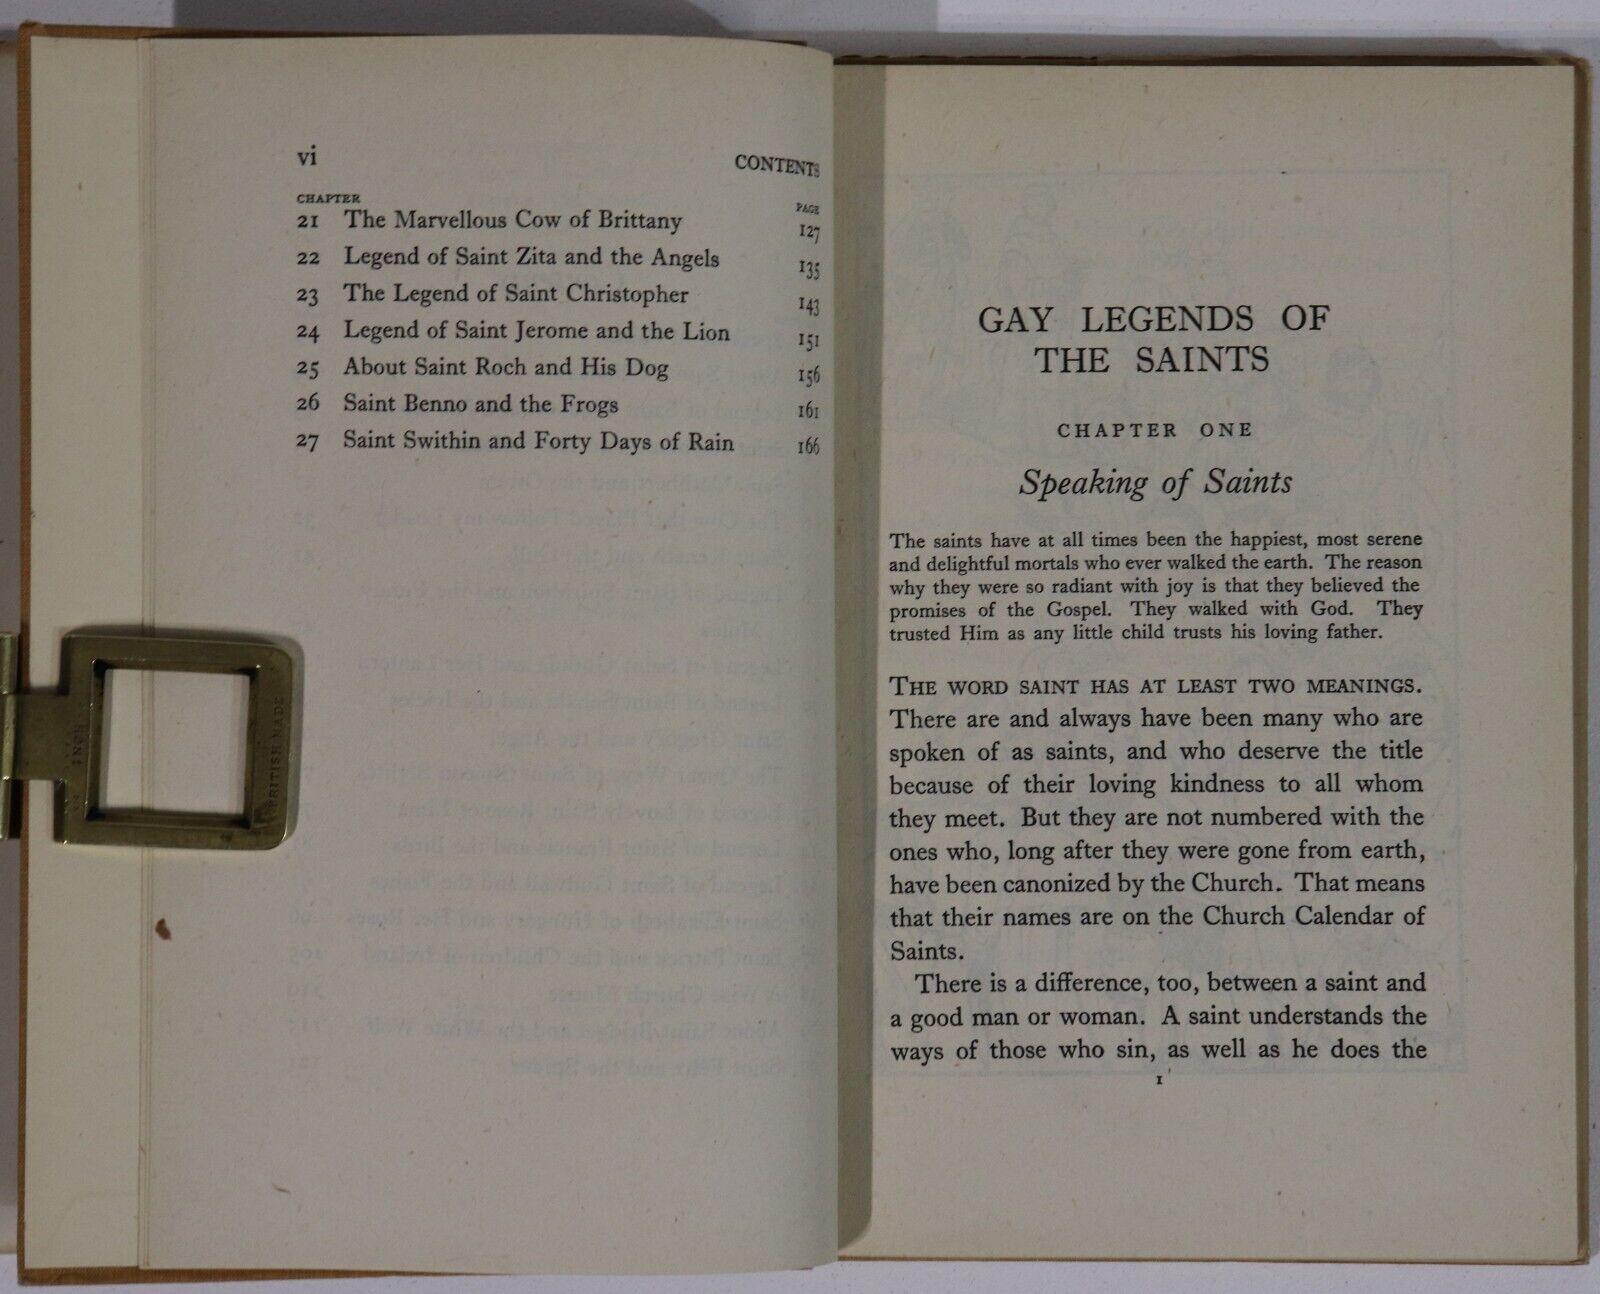 vi CONTENTS
CHAPTER PAGE
21 The Marvellous Cow of Brittany 127
22 Legend of Saint Zita and the Angels 135
23 The Legend of Saint Christopher 143
24 Legend of Saint Jerome and the Lion 151
25 About Saint Roch and His Dog 156
26 Saint Benno and the Frogs 161
27 Saint Swithin and Forty Days of Rain 166
BRITISH MADE
INCH
GAY LEGENDS OF
THE SAINTS
CHAPTER ONE
Speaking of Saints
The saints have at all times been the happiest, most serene
and delightful mortals who ever walked the earth. The reason
why they were so radiant with joy is that they believed the
promises of the Gospel. They walked with God. They
trusted Him as any little child trusts his loving father.
THE WORD SAINT HAS AT LEAST TWO MEANINGS.
There are and always have been many who are
spoken of as saints, and who deserve the title
because of their loving kindness to all whom
they meet. But they are not numbered with the
ones who, long after they were gone from earth,
have been canonized by the Church. That means
that their names are on the Church Calendar of
Saints.
There is a difference, too, between a saint and
a good man or woman. A saint understands the
ways of those who sin, as well as he does the
1